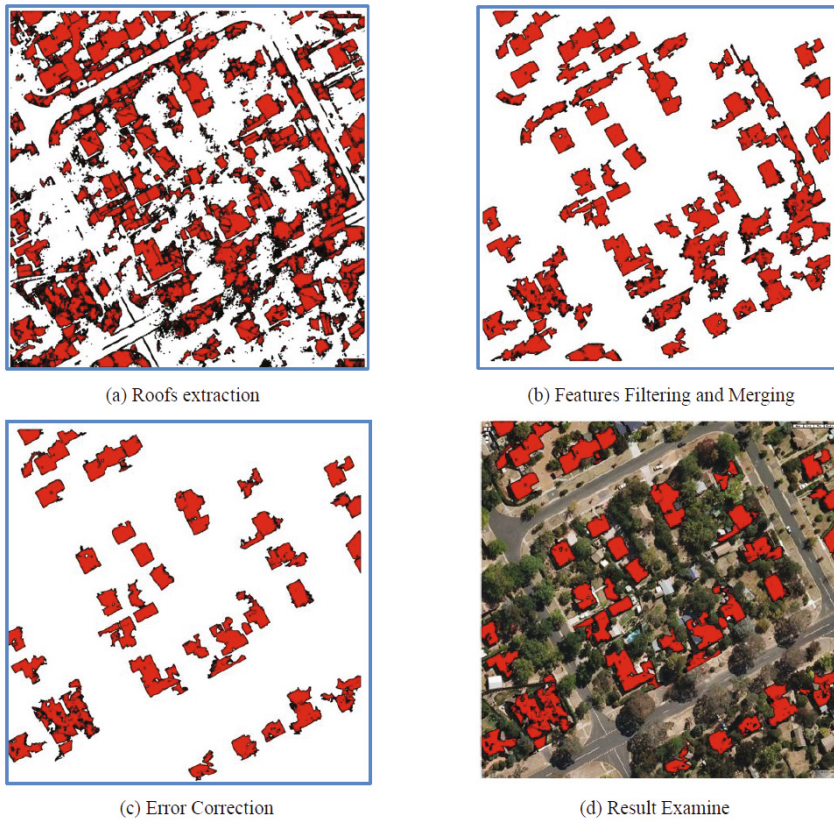 (a) Roofs extraction
(b) Features Filtering and Merging
(c) Error Correction
(d) Result Examine